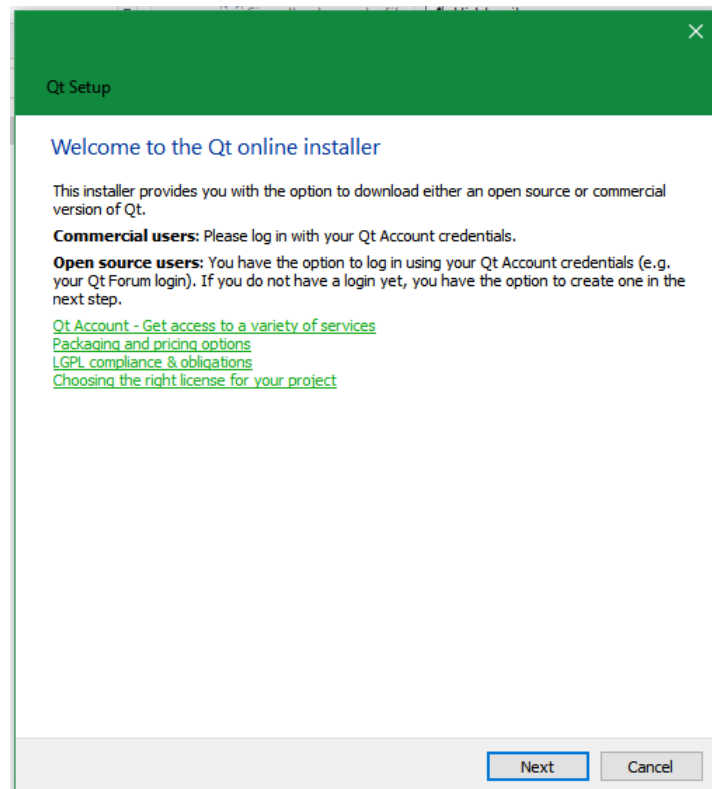 Qt Setup
Welcome to the Qt online installer
This installer provides you with the option to download either an open source or commercial
version of Qt.
Commercial users: Please log in with your Qt Account credentials.
Open source users: You have the option to log in using your Qt Account credentials (e.g.
your Qt Forum login). If you do not have a login yet, you have the option to create one in the
next step.
Qt Account - Get access to a variety of services
Packaging and pricing options
LGPL compliance & obligations
Choosing the right license for your project
Next
Cancel